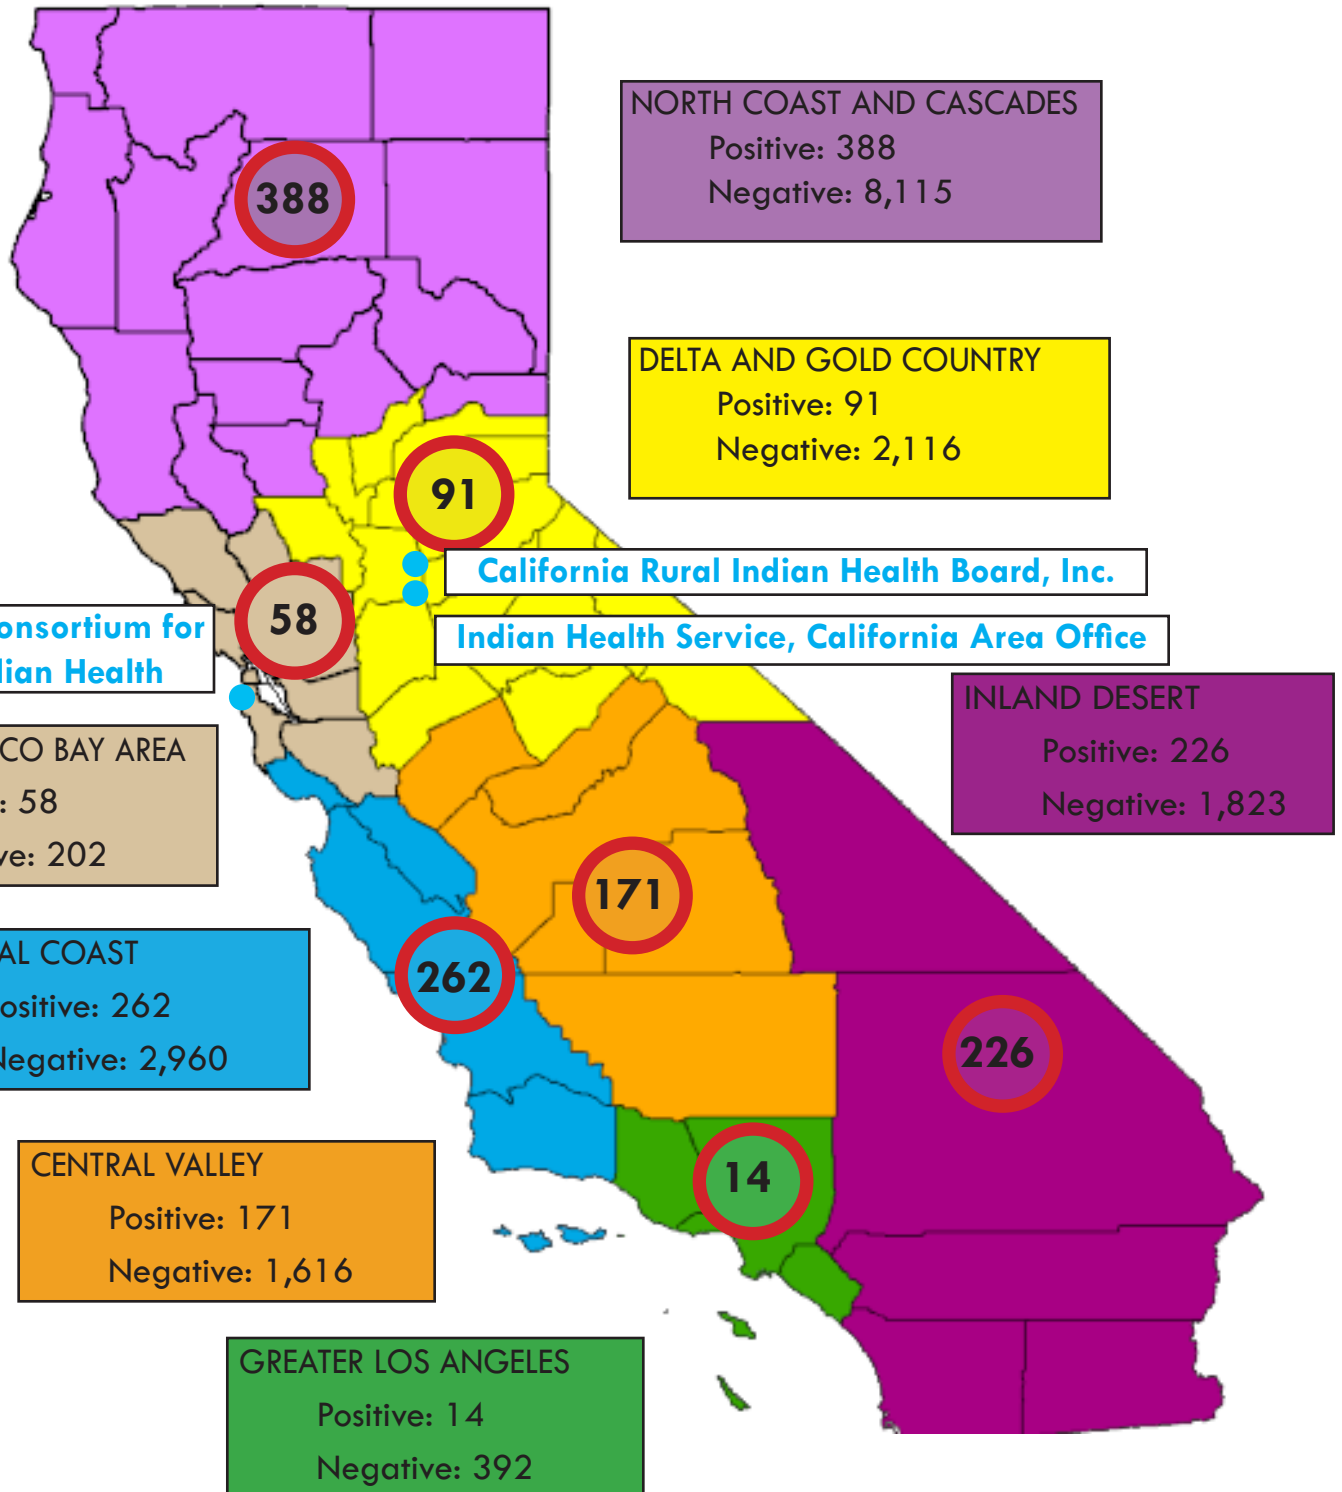 NORTH COAST AND CASCADES
Positive: 388
Negative: 8,115
388
DELTA AND GOLD COUNTRY
Positive: 91
Negative: 2,116
91
California Rural Indian Health Board, Inc.
58
onsortium for
dian Health
Indian Health Service, California Area Office
INLAND DESERT
Positive: 226
Negative: 1,823
CO BAY AREA
: 58
ve: 202
171
AL COAST
ositive: 262
Negative: 2,960
262
226
CENTRAL VALLEY
Positive: 171
Negative: 1,616
14
GREATER LOS ANGELES
Positive: 14
Negative: 392